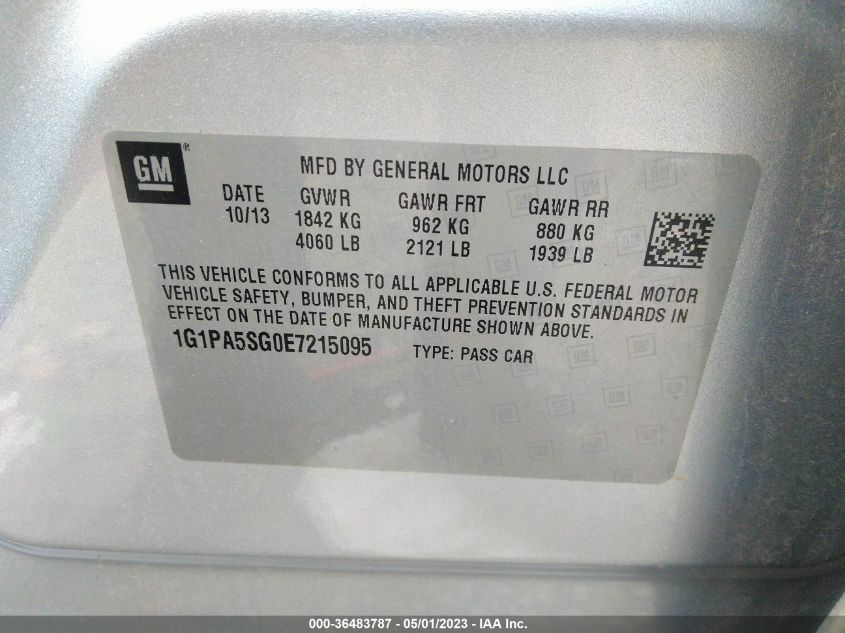 GM
MFD BY GENERAL MOTORS LLC
DATE GVWR GAWR FRT GAWR RR
10/13 1842 KG 962 KG 880 KG
4060 LB 2121 LB 1939 LB
THIS VEHICLE CONFORMS TO ALL APPLICABLE U.S. FEDERAL MOTOR
VEHICLE SAFETY, BUMPER, AND THEFT PREVENTION STANDARDS IN
EFFECT ON THE DATE OF MANUFACTURE SHOWN ABOVE.
1G1PA5SG0E7215095 TYPE: PASS CAR
000-36483787 - 05/01/2023 - IAA Inc.